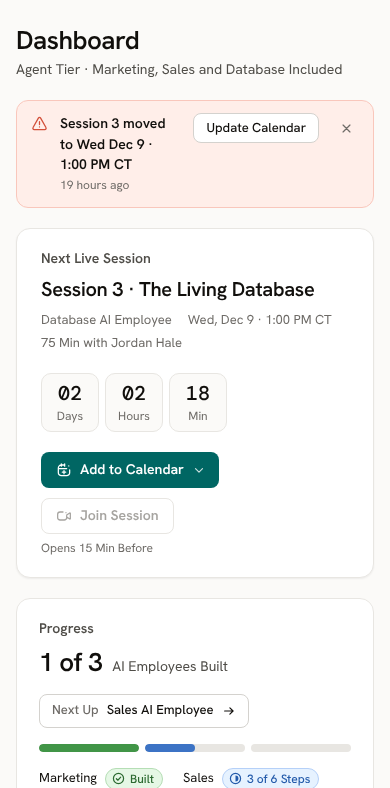 Dashboard
Agent Tier · Marketing, Sales and Database Included
Session 3 moved
to Wed Dec 9 ·
1:00 PM CT
19 hours ago
Update Calendar
Next Live Session
Session 3 · The Living Database
Database AI Employee Wed, Dec 9 · 1:00 PM CT
75 Min with Jordan Hale
02 02 18
Days Hours Min
Add to Calendar
Join Session
Opens 15 Min Before
Progress
1 of 3 AI Employees Built
Next Up Sales AI Employee →
Marketing Built Sales 3 of 6 Steps